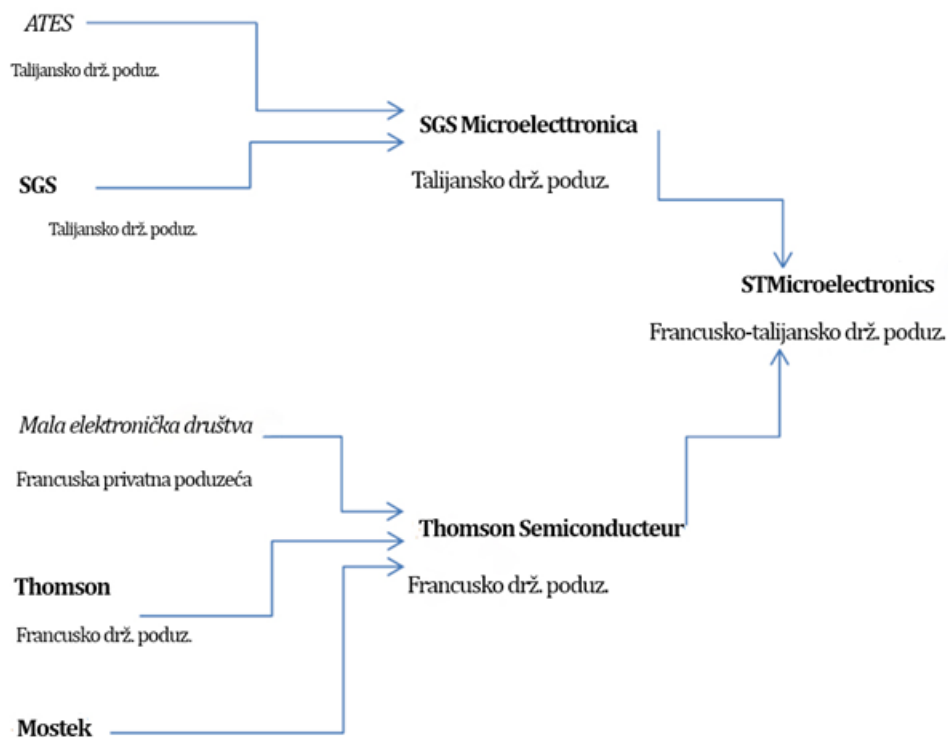 ATES
Talijansko drž. poduz.
SGS Microelecttronica
Talijansko drž. poduz.
SGS
Talijansko drž. poduz.
STMicroelectronics
Francusko-talijansko drž. poduz.
Mala elektronička društva
Francuska privatna poduzeća
Thomson Semiconducteur
Francusko drž. poduz.
Thomson
Francusko drž. poduz.
Mostek